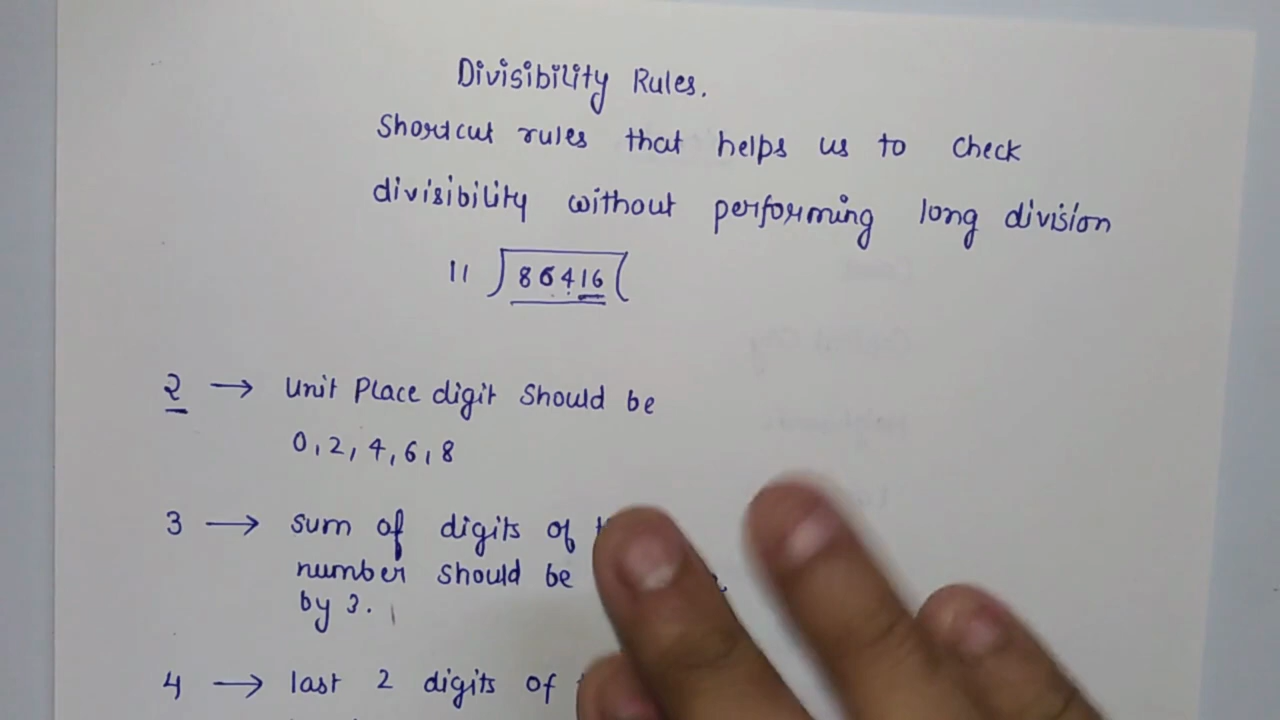 Divisibility Rules.
Shortcut rules that helps us to check
divisibility without performing long division
11 ) 86416 (
2 → Unit Place digit Should be
0, 2, 4, 6, 8
3 → sum of digits of
number should be
by 3.
4 → last 2 digits of